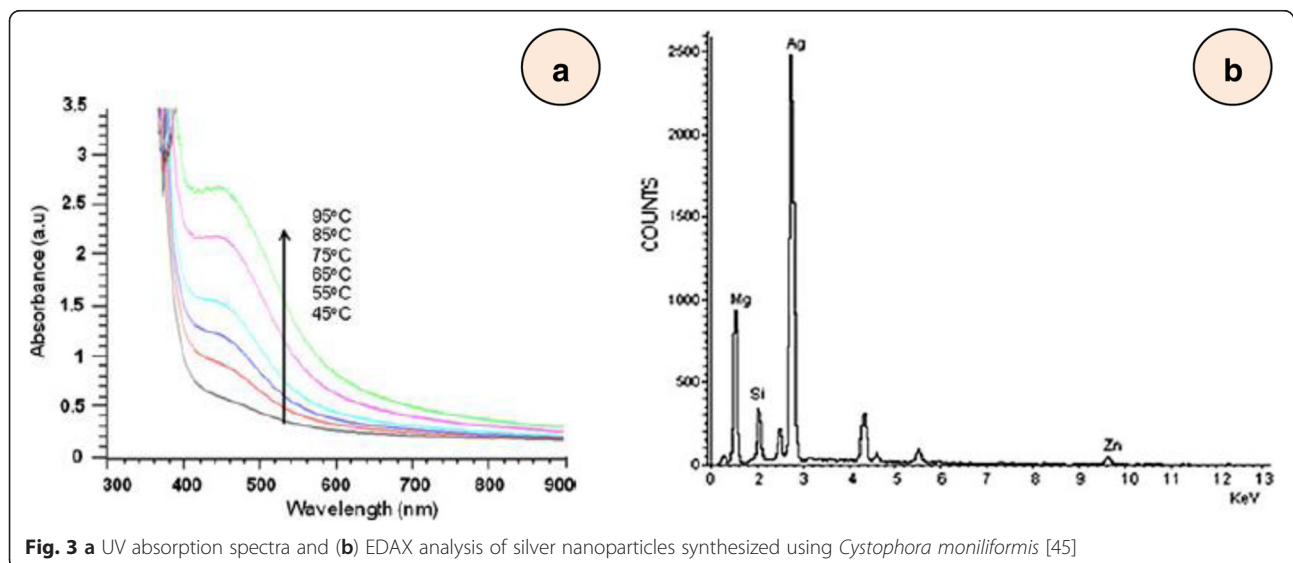 a
3.5
3
2.5
2
1.5
1
0.5
0
Absorbance (a.u)
95°C
85°C
75°C
65°C
55°C
45°C
300 400 500 600 700 800 900
Wavelength (nm)
b
2500
2000
1500
1000
500
0
COUNTS
Ag
Mg
Si
Zn
0 1 2 3 4 5 6 7 8 9 10 11 12 13
KeV
Fig. 3 a UV absorption spectra and (b) EDAX analysis of silver nanoparticles synthesized using Cystophora moniliformis [45]